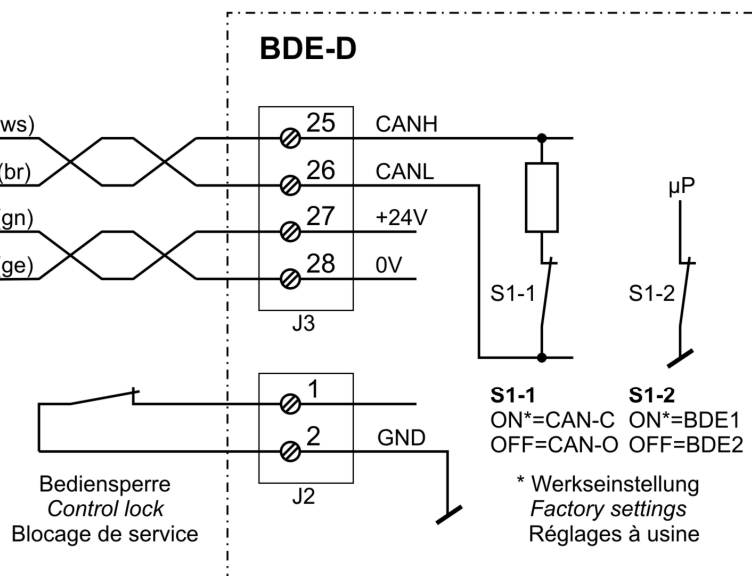 BDE-D
ws)
25 CANH
(br)
26 CANL
µP
(gn)
27 +24V
(ge)
28 0V
S1-1 S1-2
J3
1
2 GND
J2
S1-1 S1-2
ON*=CAN-C ON*=BDE1
OFF=CAN-O OFF=BDE2
Bediensperre
Control lock
Blocage de service
* Werkseinstellung
Factory settings
Réglages à usine